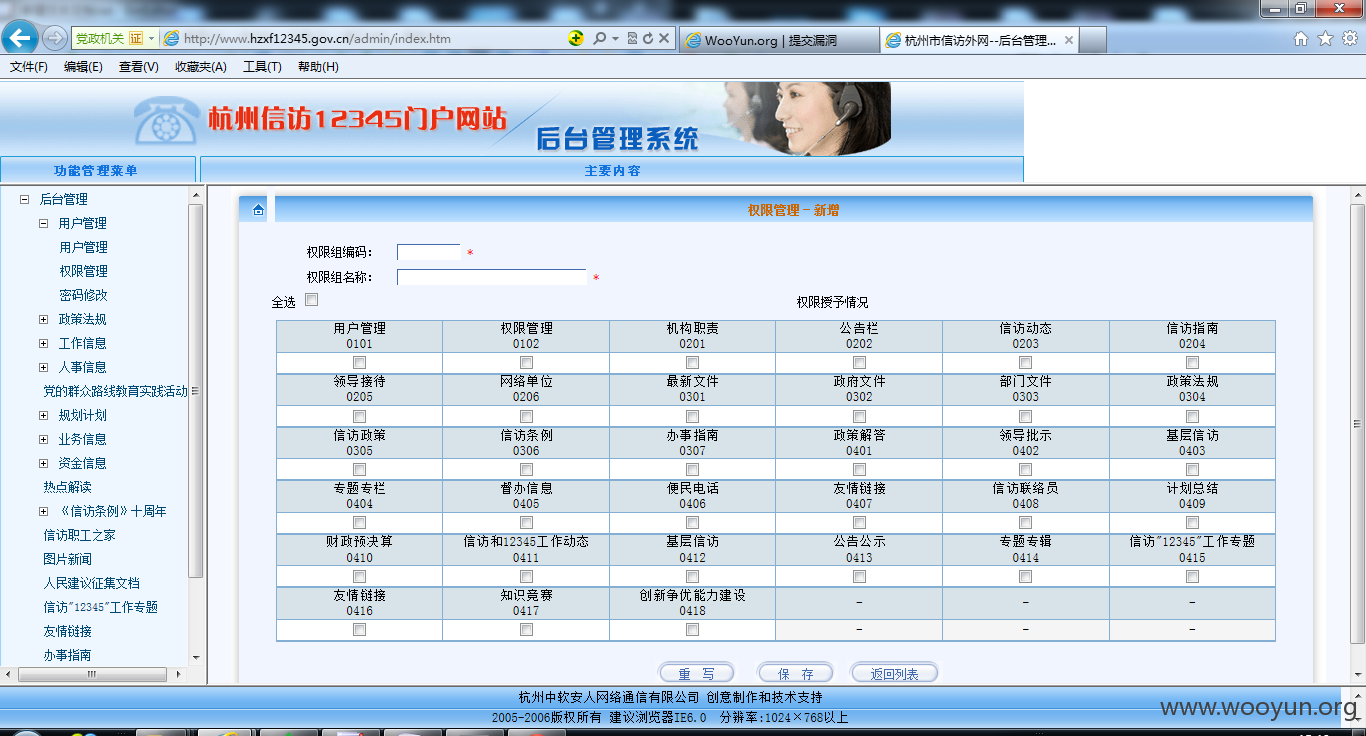 党政机关 证 http://www.hzxf12345.gov.cn/admin/index.htm
WooYun.org | 提交漏洞
杭州市信访外网--后台管理...
文件(F) 编辑(E) 查看(V) 收藏夹(A) 工具(T) 帮助(H)
杭州信访12345门户网站
后台管理系统
功能管理菜单
主要内容
后台管理
用户管理
用户管理
权限管理
密码修改
政策法规
工作信息
人事信息
党的群众路线教育实践活动
规划计划
业务信息
资金信息
热点解读
《信访条例》十周年
信访职工之家
图片新闻
人民建议征集文档
信访"12345"工作专题
友情链接
办事指南
权限管理－新增
权限组编码： *
权限组名称： *
全选 权限授予情况
用户管理 权限管理 机构职责 公告栏 信访动态 信访指南
0101 0102 0201 0202 0203 0204
领导接待 网络单位 最新文件 政府文件 部门文件 政策法规
0205 0206 0301 0302 0303 0304
信访政策 信访条例 办事指南 政策解答 领导批示 基层信访
0305 0306 0307 0401 0402 0403
专题专栏 督办信息 便民电话 友情链接 信访联络员 计划总结
0404 0405 0406 0407 0408 0409
财政预决算 信访和12345工作动态 基层信访 公告公示 专题专辑 信访"12345"工作专题
0410 0411 0412 0413 0414 0415
友情链接 知识竞赛 创新争优能力建设 - - -
0416 0417 0418
- - -
重 写 保 存 返回列表
杭州中软安人网络通信有限公司 创意制作和技术支持
2005-2006版权所有 建议浏览器IE6.0 分辨率:1024×768以上
www.wooyun.org